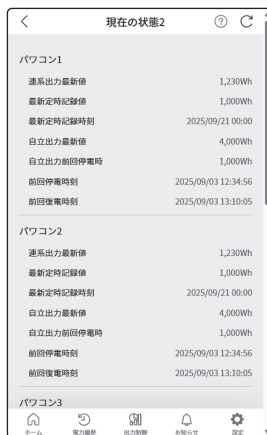 現在の状態2
パワコン1
連系出力最新値 1,230Wh
最新定時記録値 1,000Wh
最新定時記録時刻 2025/09/21 00:00
自立出力最新値 4,000Wh
自立出力前回停電時 1,000Wh
前回停電時刻 2025/09/03 12:34:56
前回復電時刻 2025/09/03 13:10:05
パワコン2
連系出力最新値 1,230Wh
最新定時記録値 1,000Wh
最新定時記録時刻 2025/09/21 00:00
自立出力最新値 4,000Wh
自立出力前回停電時 1,000Wh
前回停電時刻 2025/09/03 12:34:56
前回復電時刻 2025/09/03 13:10:05
パワコン3
ホーム 電力履歴 出力制御 お知らせ 設定